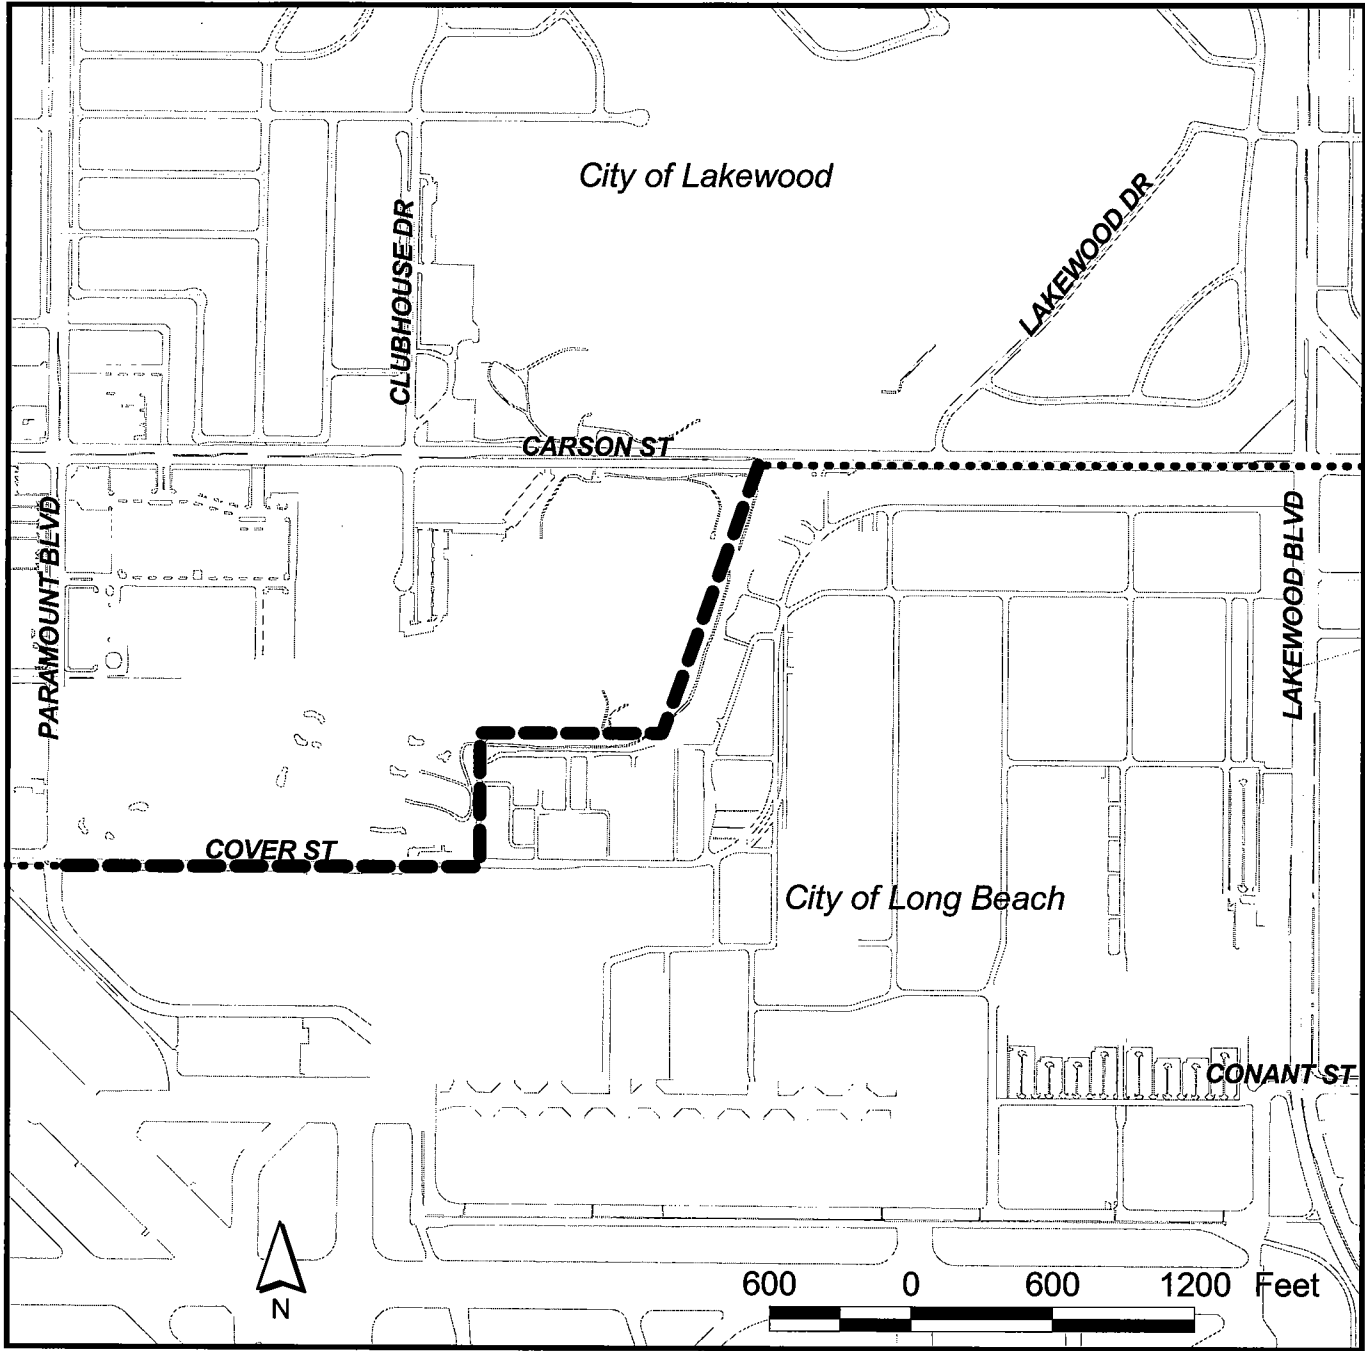 City of Lakewood
CLUBHOUSE DR
LAKEWOOD DR
CARSON ST
PARAMOUNT BLVD
LAKEWOOD BLVD
COVER ST
City of Long Beach
CONANT ST
N
600 0 600 1200 Feet